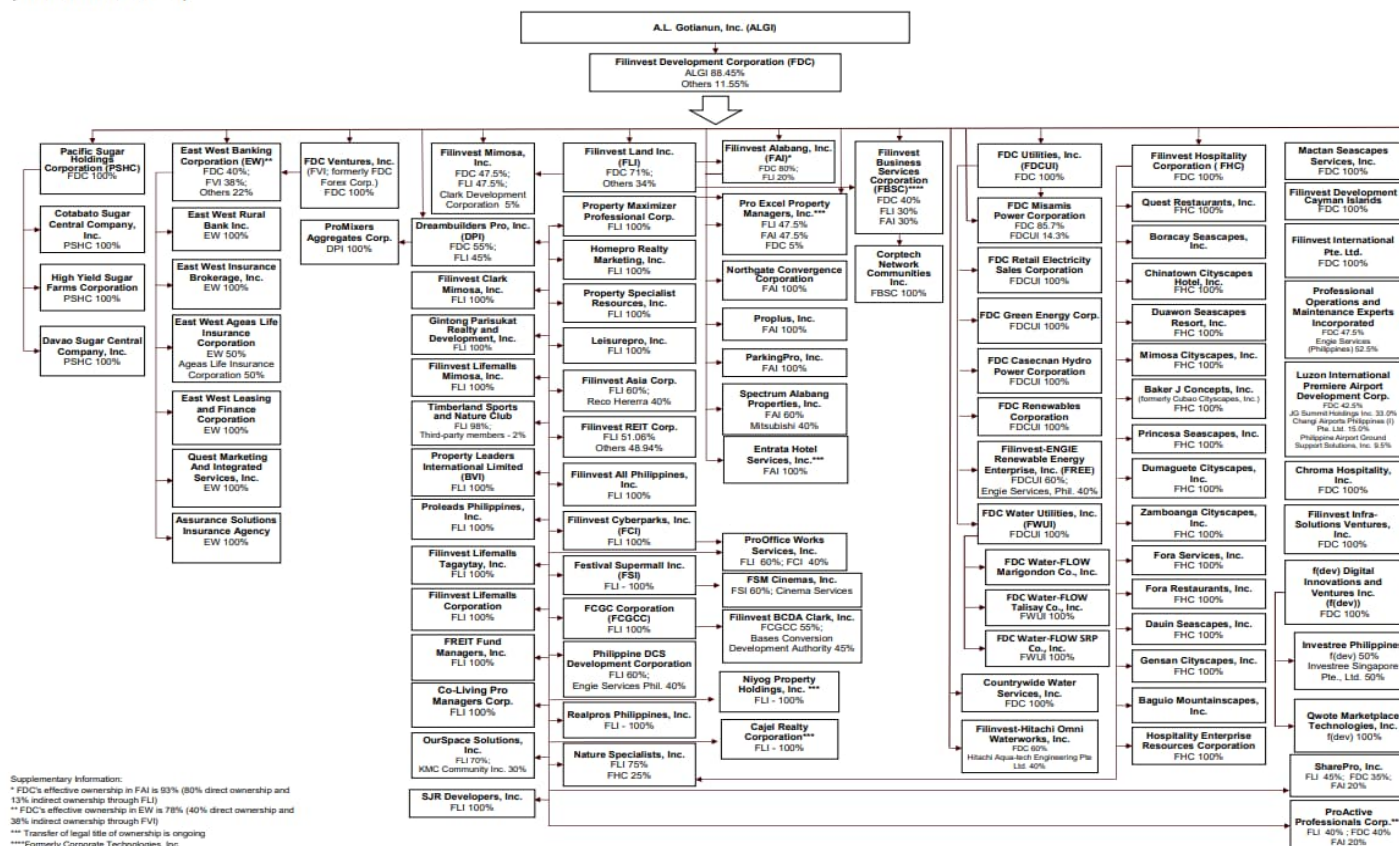 A.L. Gotianun, Inc. (ALGI)
Filinvest Development Corporation (FDC)
ALGI 88.45%
Others 11.55%
Pacific Sugar
Holdings
Corporation (PSHC)
FDC 100%
Cotabato Sugar
Central Company,
Inc.
PSHC 100%
High Yield Sugar
Farms Corporation
PSHC 100%
Davao Sugar Central
Company, Inc.
PSHC 100%
East West Banking
Corporation (EW)**
FDC 40%;
FVI 38%;
Others 22%
East West Rural
Bank Inc.
EW 100%
East West Insurance
Brokerage, Inc.
EW 100%
East West Ageas Life
Insurance
Corporation
EW 50%
Ageas Life Insurance
Corporation 50%
East West Leasing
and Finance
Corporation
EW 100%
Quest Marketing
And Integrated
Services, Inc.
EW 100%
Assurance Solutions
Insurance Agency
EW 100%
FDC Ventures, Inc.
(FVI; formerly FDC
Forex Corp.)
FDC 100%
ProMixers
Aggregates Corp.
DPI 100%
Filinvest Mimosa,
Inc.
FDC 47.5%;
FLI 47.5%;
Clark Development
Corporation 5%
Dreambuilders Pro, Inc.
(DPI)
FDC 55%;
FLI 45%
Filinvest Clark
Mimosa, Inc.
FLI 100%
Gintong Parisukat
Realty and
Development, Inc.
FLI 100%
Filinvest Lifemalls
Mimosa, Inc.
FLI 100%
Timberland Sports
and Nature Club
FLI 98%;
Third-party members - 2%
Property Leaders
International Limited
(BVI)
FLI 100%
Proleads Philippines,
Inc.
FLI 100%
Filinvest Lifemalls
Tagaytay, Inc.
FLI 100%
Filinvest Lifemalls
Corporation
FLI 100%
FREIT Fund
Managers, Inc.
FLI 100%
Co-Living Pro
Managers Corp.
FLI 100%
OurSpace Solutions,
Inc.
FLI 70%;
KMC Community Inc. 30%
SJR Developers, Inc.
FLI 100%
Filinvest Land Inc.
(FLI)
FDC 71%;
Others 34%
Property Maximizer
Professional Corp.
FLI 100%
Homepro Realty
Marketing, Inc.
FLI 100%
Property Specialist
Resources, Inc.
FLI 100%
Leisurepro, Inc.
FLI 100%
Filinvest Asia Corp.
FLI 60%;
Reco Hererra 40%
Filinvest REIT Corp.
FLI 51.06%
Others 48.94%
Filinvest All Philippines,
Inc.
FLI 100%
Filinvest Cyberparks, Inc.
(FCI)
FLI 100%
Festival Supermall Inc.
(FSI)
FLI - 100%
FCGC Corporation
(FCGCC)
FLI 100%
Philippine DCS
Development Corporation
FLI 60%;
Engie Services Phil. 40%
Realpros Philippines, Inc.
FLI - 100%
Nature Specialists, Inc.
FLI 75%
FHC 25%
Filinvest Alabang, Inc.
(FAI)*
FDC 80%;
FLI 20%
Pro Excel Property
Managers, Inc.***
FLI 47.5%
FAI 47.5%
FDC 5%
Northgate Convergence
Corporation
FAI 100%
Proplus, Inc.
FAI 100%
ParkingPro, Inc.
FAI 100%
Spectrum Alabang
Properties, Inc.
FAI 60%
Mitsubishi 40%
Entrata Hotel
Services, Inc.***
FAI 100%
ProOffice Works
Services, Inc.
FLI 60%; FCI 40%
FSM Cinemas, Inc.
FSI 60%; Cinema Services
Filinvest BCDA Clark, Inc.
FCGCC 55%;
Bases Conversion
Development Authority 45%
Niyog Property
Holdings, Inc. ***
FLI - 100%
Cajel Realty
Corporation***
FLI - 100%
Filinvest
Business
Services
Corporation
(FBSC)****
FDC 40%
FLI 30%
FAI 30%
Corptech
Network
Communities
Inc.
FBSC 100%
FDC Utilities, Inc.
(FDCUI)
FDC 100%
FDC Misamis
Power Corporation
FDC 85.7%
FDCUI 14.3%
FDC Retail Electricity
Sales Corporation
FDCUI 100%
FDC Green Energy Corp.
FDCUI 100%
FDC Casecnan Hydro
Power Corporation
FDCUI 100%
FDC Renewables
Corporation
FDCUI 100%
Filinvest-ENGIE
Renewable Energy
Enterprise, Inc. (FREE)
FDCUI 60%;
Engie Services, Phil. 40%
FDC Water Utilities, Inc.
(FWUI)
FDCUI 100%
FDC Water-FLOW
Marigondon Co., Inc.
FDC Water-FLOW
Talisay Co., Inc.
FWUI 100%
FDC Water-FLOW SRP
Co., Inc.
FWUI 100%
Countrywide Water
Services, Inc.
FDC 100%
Filinvest-Hitachi Omni
Waterworks, Inc.
FDC 60%
Hitachi Aqua-tech Engineering Pte
Ltd. 40%
Filinvest Hospitality
Corporation ( FHC)
FDC 100%
Quest Restaurants, Inc.
FHC 100%
Boracay Seascapes,
Inc.
Chinatown Cityscapes
Hotel, Inc.
FHC 100%
Duawon Seascapes
Resort, Inc.
FHC 100%
Mimosa Cityscapes, Inc.
FHC 100%
Baker J Concepts, Inc.
(formerly Cubao Cityscapes, Inc.)
FHC 100%
Princesa Seascapes, Inc.
FHC 100%
Dumaguete Cityscapes,
Inc.
FHC 100%
Zamboanga Cityscapes,
Inc.
FHC 100%
Fora Services, Inc.
FHC 100%
Fora Restaurants, Inc.
FHC 100%
Dauin Seascapes, Inc.
FHC 100%
Gensan Cityscapes, Inc.
FHC 100%
Baguio Mountainscapes,
Inc.
Hospitality Enterprise
Resources Corporation
FHC 100%
Mactan Seascapes
Services, Inc.
FDC 100%
Filinvest Development
Cayman Islands
FDC 100%
Filinvest International
Pte. Ltd.
FDC 100%
Professional
Operations and
Maintenance Experts
Incorporated
FDC 47.5%
Engie Services
(Philippines) 52.5%
Luzon International
Premiere Airport
Development Corp.
FDC 42.5%
JG Summit Holdings Inc. 33.0%
Changi Airports Philippines (I)
Pte. Ltd. 15.0%
Philippine Airport Ground
Support Solutions, Inc. 9.5%
Chroma Hospitality,
Inc.
FDC 100%
Filinvest Infra-
Solutions Ventures,
Inc.
FDC 100%
f(dev) Digital
Innovations and
Ventures Inc.
(f(dev))
FDC 100%
Investree Philippines
f(dev) 50%
Investree Singapore
Pte., Ltd. 50%
Qwote Marketplace
Technologies, Inc.
f(dev) 100%
SharePro, Inc.
FLI 45%; FDC 35%;
FAI 20%
ProActive
Professionals Corp.**
FLI 40% ; FDC 40%
FAI 20%
Supplementary Information:
* FDC's effective ownership in FAI is 93% (80% direct ownership and
13% indirect ownership through FLI)
** FDC's effective ownership in EW is 78% (40% direct ownership and
38% indirect ownership through FVI)
*** Transfer of legal title of ownership is ongoing
****Formerly Corporate Technologies, Inc.